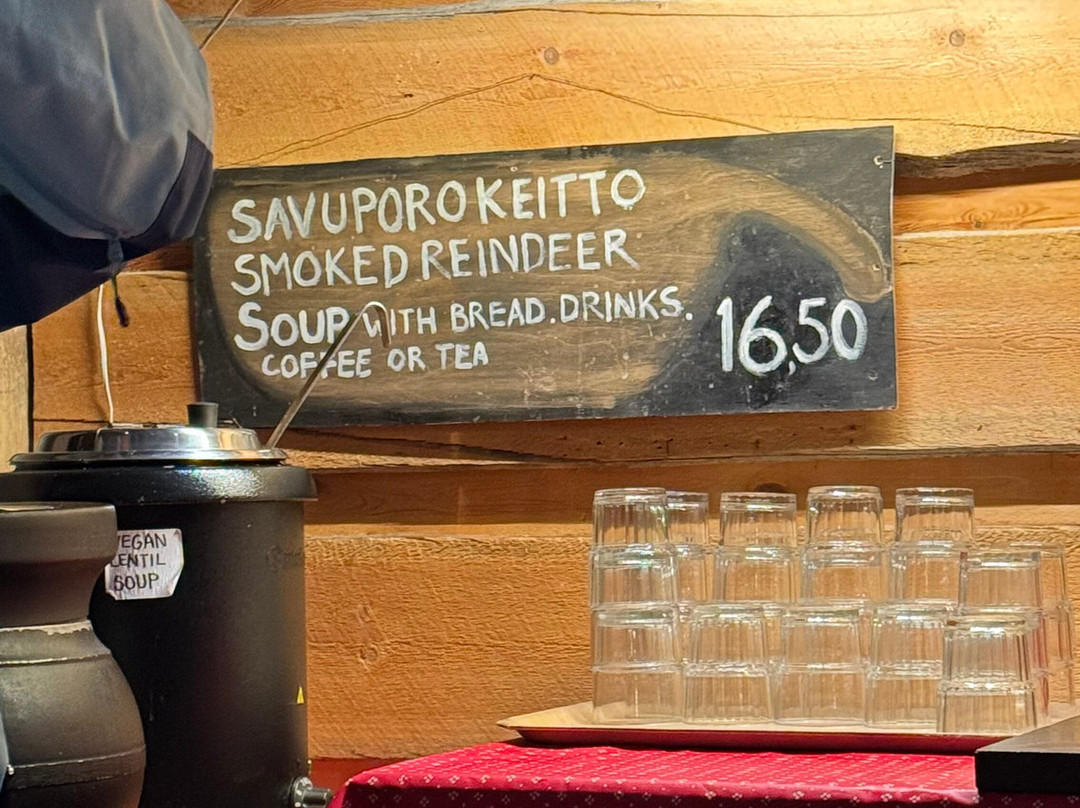 SAVUPOROKEITTO
SMOKED REINDEER
SOUP WITH BREAD. DRINKS.
COFFEE OR TEA
16,50
VEGAN
LENTIL
SOUP